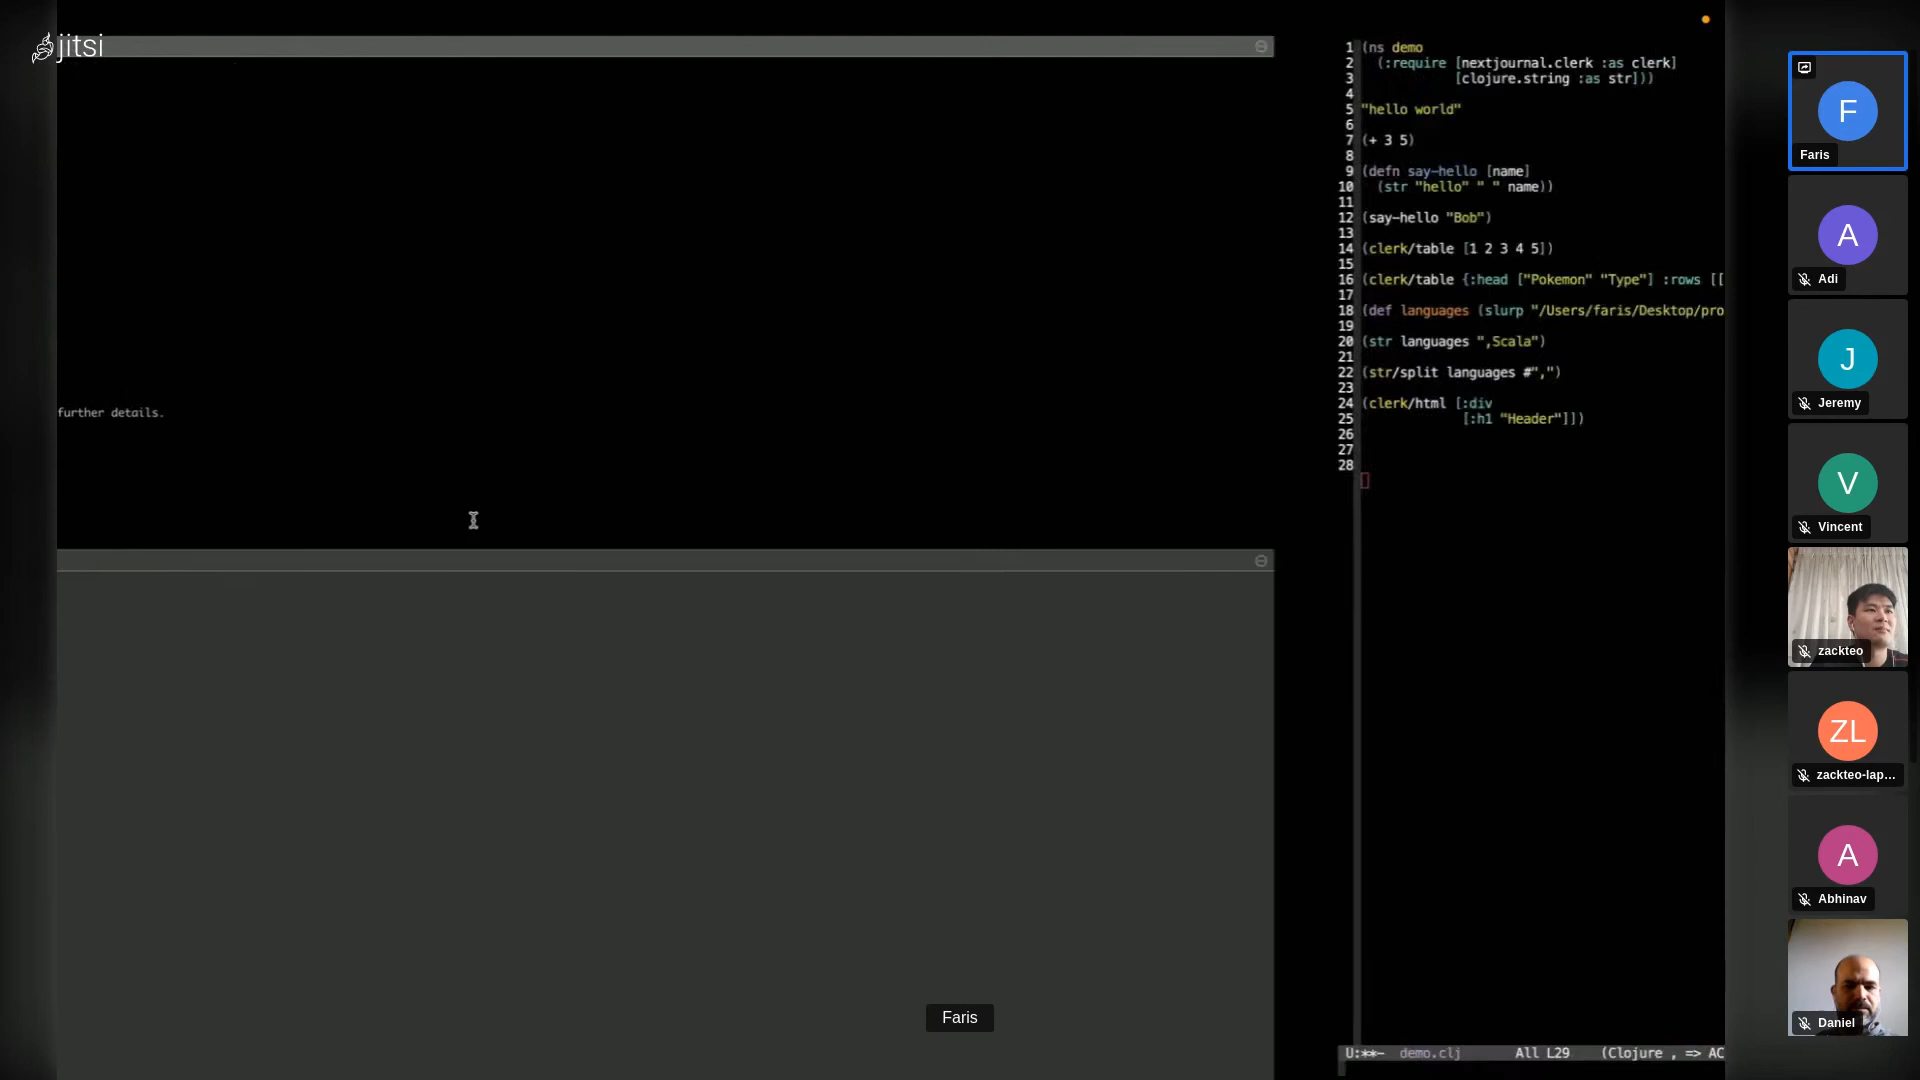 jitsi
further details.
1 (ns demo
2   (:require [nextjournal.clerk :as clerk]
3             [clojure.string :as str]))
4
5 "hello world"
6
7 (+ 3 5)
8
9 (defn say-hello [name]
10   (str "hello" " " name))
11
12 (say-hello "Bob")
13
14 (clerk/table [1 2 3 4 5])
15
16 (clerk/table {:head ["Pokemon" "Type"] :rows [[
17
18 (def languages (slurp "/Users/faris/Desktop/pro
19
20 (str languages ",Scala")
21
22 (str/split languages #",")
23
24 (clerk/html [:div
25              [:h1 "Header"]])
26
27
28
U:**-  demo.clj       All L29    (Clojure , => AC
Faris
F
Faris
A
Adi
J
Jeremy
V
Vincent
zackteo
ZL
zackteo-lap...
A
Abhinav
Daniel